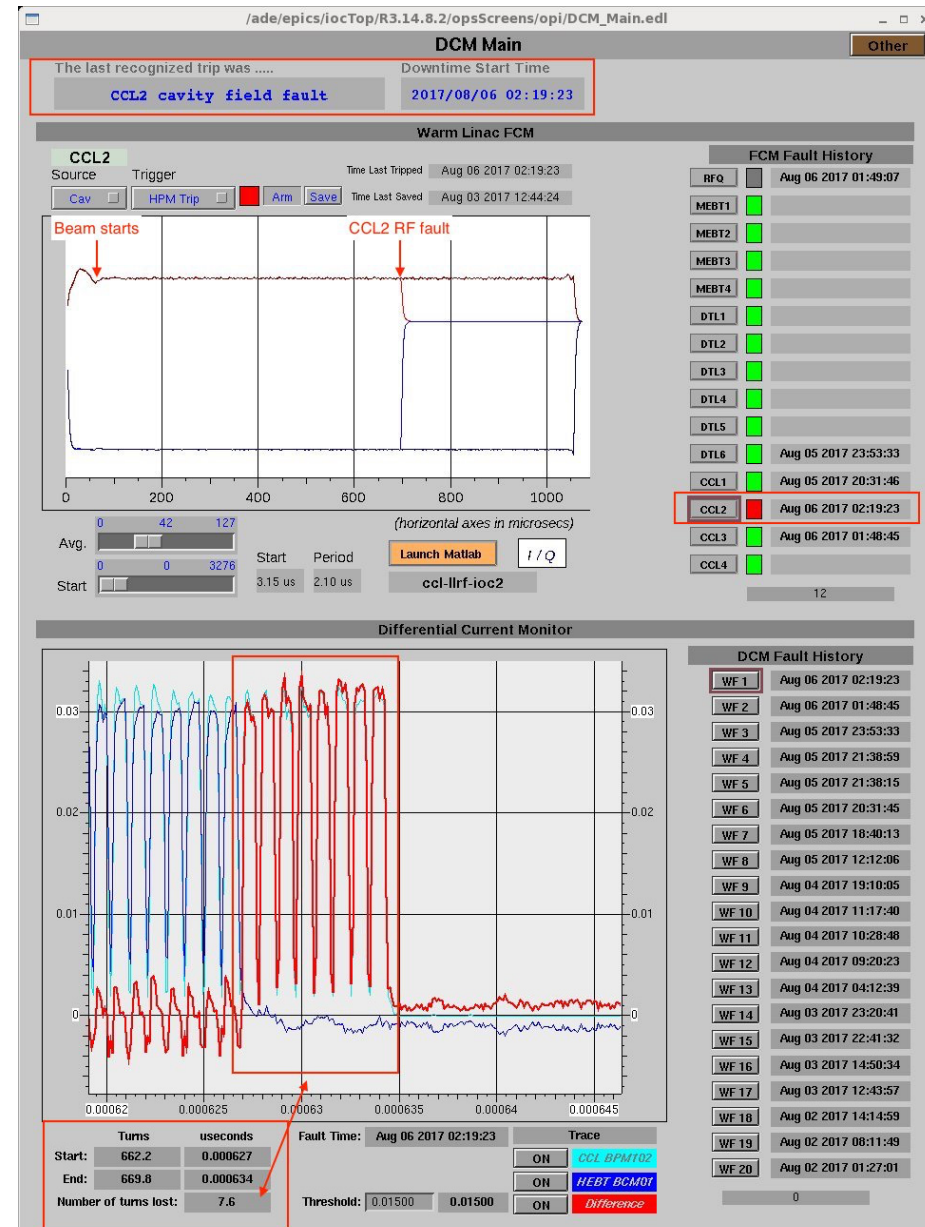 /ade/epics/iocTop/R3.14.8.2/opsScreens/opi/DCM_Main.edl
DCM Main
Other
The last recognized trip was .....
Downtime Start Time
CCL2 cavity field fault
2017/08/06 02:19:23
Warm Linac FCM
CCL2
Source
Trigger
Time Last Tripped
Aug 06 2017 02:19:23
Cav
HPM Trip
Arm
Save
Time Last Saved
Aug 03 2017 12:44:24
Beam starts
CCL2 RF fault
0 200 400 600 800 1000
(horizontal axes in microsecs)
Avg.
0 42 127
Start
0 0 3276
Start
Period
3.15 us
2.10 us
Launch Matlab
I / Q
ccl-llrf-ioc2
FCM Fault History
RFQ Aug 06 2017 01:49:07
MEBT1
MEBT2
MEBT3
MEBT4
DTL1
DTL2
DTL3
DTL4
DTL5
DTL6 Aug 05 2017 23:53:33
CCL1 Aug 05 2017 20:31:46
CCL2 Aug 06 2017 02:19:23
CCL3 Aug 06 2017 01:48:45
CCL4
12
Differential Current Monitor
0.03
0.02
0.01
0
0.03
0.02
0.01
0
0.00062 0.000625 0.00063 0.000635 0.00064 0.000645
Turns useconds
Start: 662.2 0.000627
End: 669.8 0.000634
Number of turns lost: 7.6
Fault Time: Aug 06 2017 02:19:23
Threshold: 0.01500 0.01500
Trace
ON CCL BPM102
ON HEBT BCM01
ON Difference
DCM Fault History
WF 1 Aug 06 2017 02:19:23
WF 2 Aug 06 2017 01:48:45
WF 3 Aug 05 2017 23:53:33
WF 4 Aug 05 2017 21:38:59
WF 5 Aug 05 2017 21:38:15
WF 6 Aug 05 2017 20:31:45
WF 7 Aug 05 2017 18:40:13
WF 8 Aug 05 2017 12:12:06
WF 9 Aug 04 2017 19:10:05
WF 10 Aug 04 2017 11:17:40
WF 11 Aug 04 2017 10:28:48
WF 12 Aug 04 2017 09:20:23
WF 13 Aug 04 2017 04:12:39
WF 14 Aug 03 2017 23:20:41
WF 15 Aug 03 2017 22:41:32
WF 16 Aug 03 2017 14:50:34
WF 17 Aug 03 2017 12:43:57
WF 18 Aug 02 2017 14:14:59
WF 19 Aug 02 2017 08:11:49
WF 20 Aug 02 2017 01:27:01
0